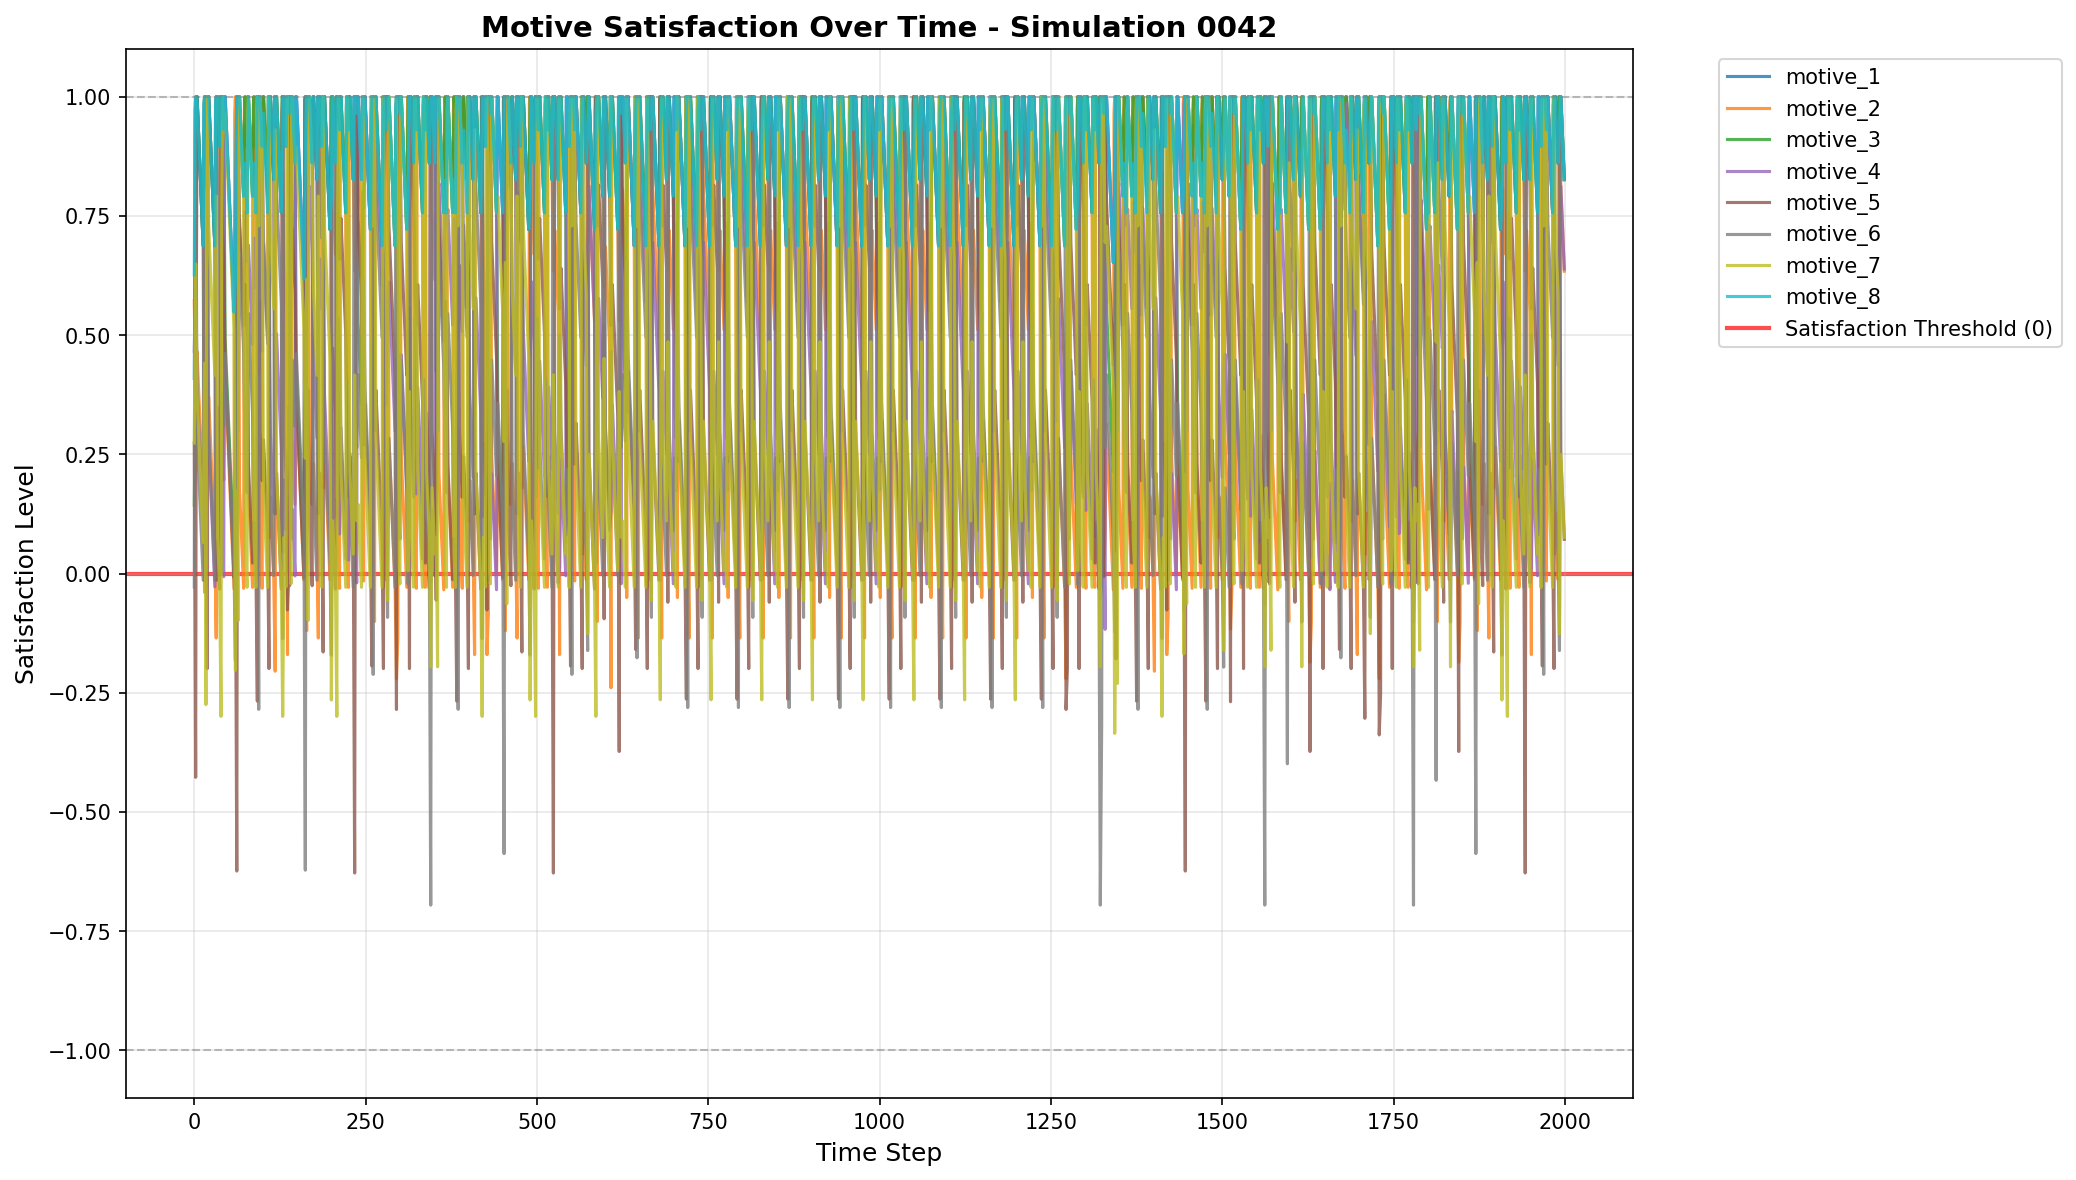 Motive Satisfaction Over Time - Simulation 0042
1.00
0.75
0.50
0.25
0.00
−0.25
−0.50
−0.75
−1.00
Satisfaction Level
0 250 500 750 1000 1250 1500 1750 2000
Time Step
motive_1
motive_2
motive_3
motive_4
motive_5
motive_6
motive_7
motive_8
Satisfaction Threshold (0)